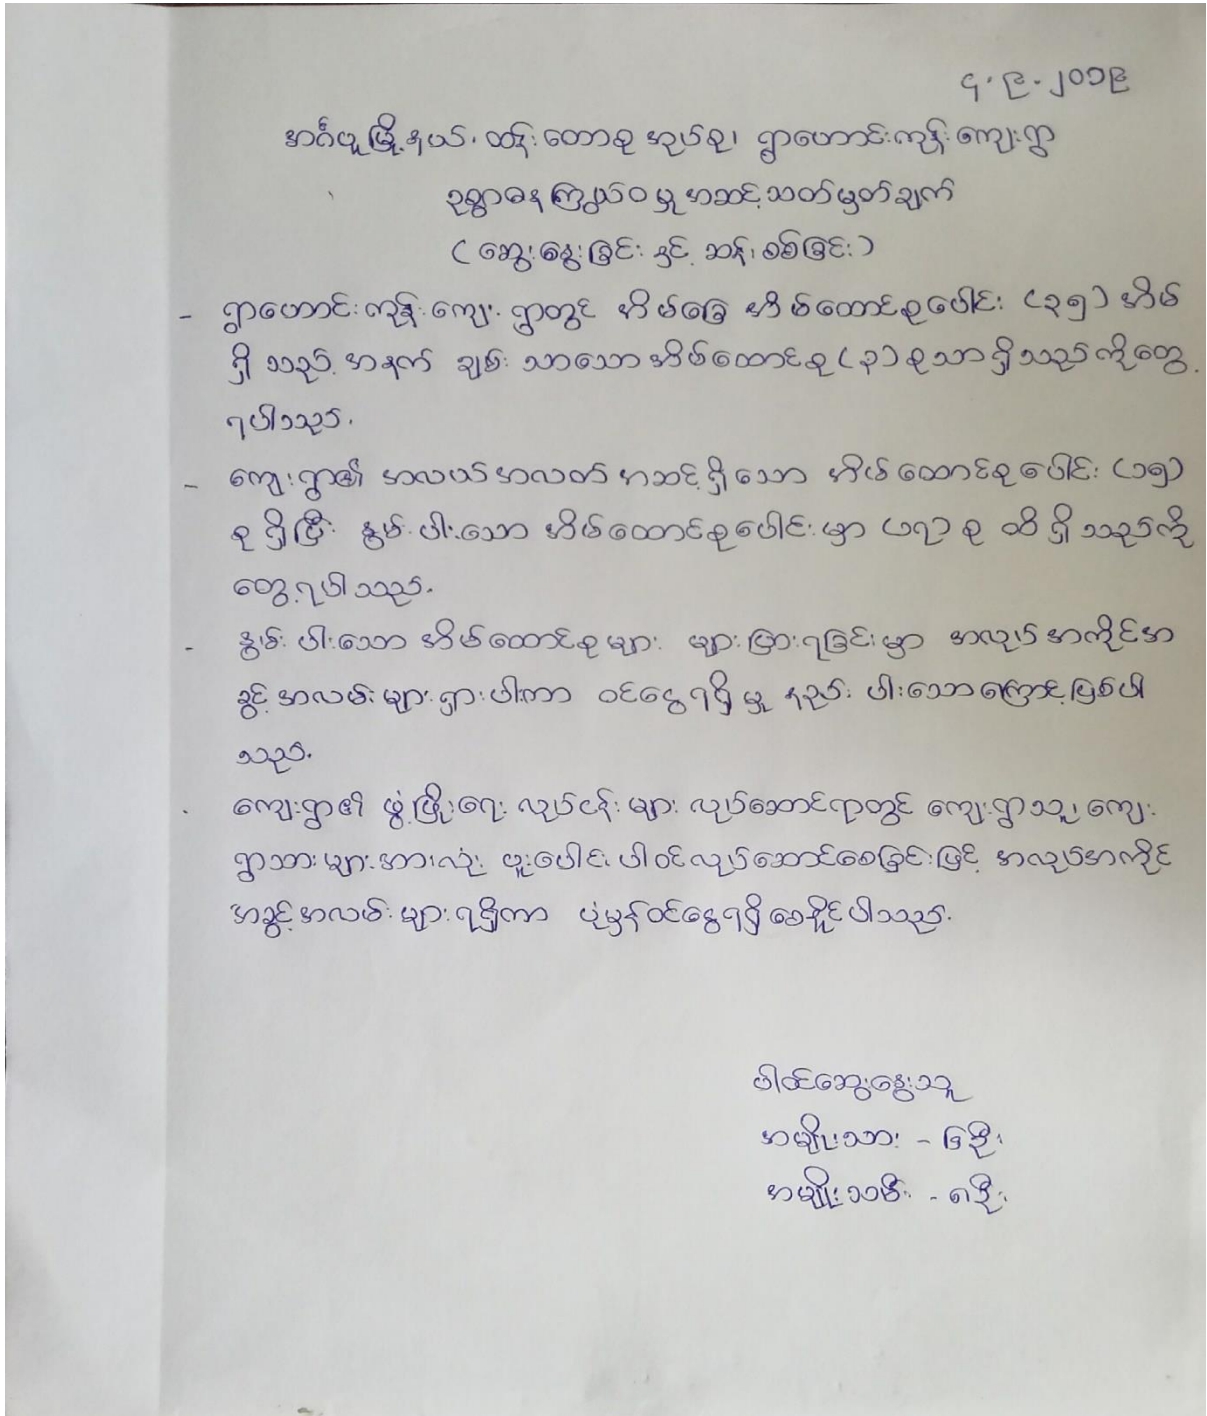 ၄.၉.၂၀၁၉
အင်္ဂပူမြို့နယ်၊ ထန်းတောစု အုပ်စု၊ ရွာဟောင်းကုန်းကျေးရွာ
ဥစ္စာဓနကြွယ်ဝမှုအဆင့်သတ်မှတ်ချက်
(ဆွေးနွေးခြင်း နှင့် ဆန်းစစ်ခြင်း)
- ရွာဟောင်းကုန်းကျေးရွာတွင် အိမ်ခြေ အိမ်ထောင်စုပေါင်း (၃၅) အိမ်
ရှိသည့်အနက် ချမ်းသာသောအိမ်ထောင်စု (၃) စုသာရှိသည်ကိုတွေ့
ရပါသည်.
- ကျေးရွာ၏ အလယ်အလတ်အဆင့်ရှိသော အိမ်ထောင်စုပေါင်း (၁၅)
စုရှိပြီး နွမ်းပါးသော အိမ်ထောင်စုပေါင်းမှာ (၁၇) စုထိရှိသည်ကို
တွေ့ရပါသည်.
- နွမ်းပါးသော အိမ်ထောင်စုများ များပြားရခြင်းမှာ အလုပ်အကိုင်အ
ခွင့်အလမ်းများရှားပါးကာ ဝင်ငွေရရှိမှု နည်းပါးသောကြောင့်ဖြစ်ပါ
သည်.
. ကျေးရွာ၏ ဖွံ့ဖြိုးရေး လုပ်ငန်းများ လုပ်ဆောင်ရာတွင် ကျေးရွာသူ၊ ကျေး
ရွာသားများအားလုံး ပူးပေါင်းပါဝင်လုပ်ဆောင်စေခြင်းဖြင့် အလုပ်အကိုင်
အခွင့်အလမ်းများရရှိကာ ပုံမှန်ဝင်ငွေရရှိစေနိုင်ပါသည်.
ပါဝင်ဆွေးနွေးသူ
အမျိုးသား - ၆ဦး
အမျိုးသမီး - ၈ဦး